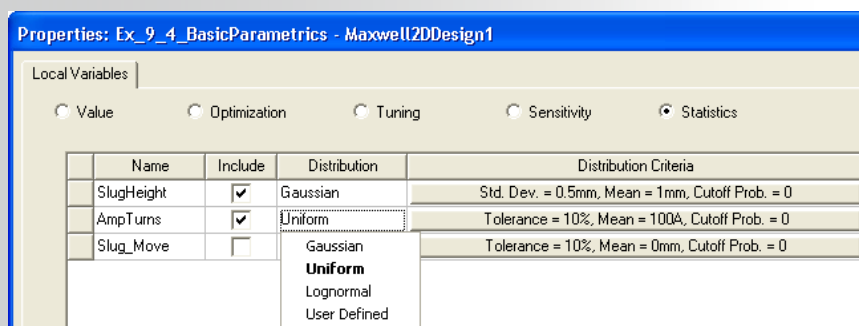 Properties: Ex_9_4_BasicParametrics - Maxwell2DDesign1
Local Variables
Value Optimization Tuning Sensitivity Statistics
Name Include Distribution Distribution Criteria
SlugHeight Gaussian Std. Dev. = 0.5mm, Mean = 1mm, Cutoff Prob. = 0
AmpTurns Uniform Tolerance = 10%, Mean = 100A, Cutoff Prob. = 0
Slug_Move Tolerance = 10%, Mean = 0mm, Cutoff Prob. = 0
Gaussian
Uniform
Lognormal
User Defined